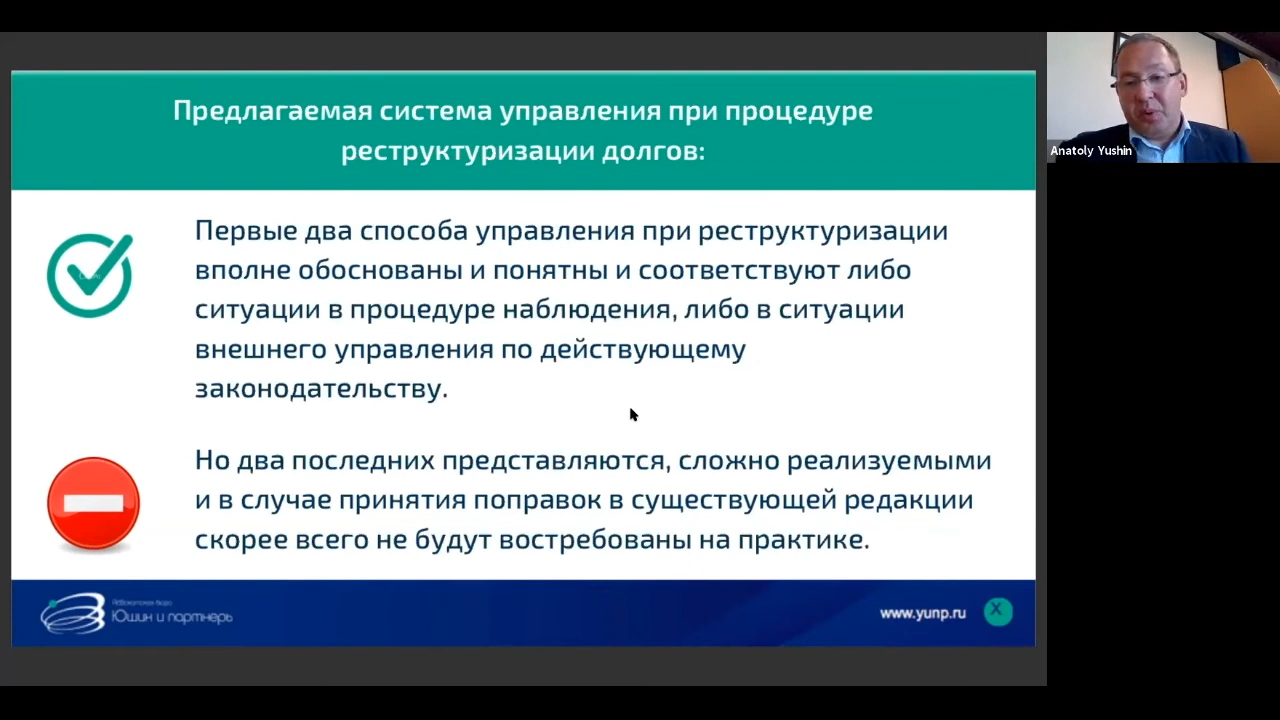 Предлагаемая система управления при процедуре
реструктуризации долгов:
Anatoly Yushin
Первые два способа управления при реструктуризации
вполне обоснованы и понятны и соответствуют либо
ситуации в процедуре наблюдения, либо в ситуации
внешнего управления по действующему
законодательству.
Но два последних представляются, сложно реализуемыми
и в случае принятия поправок в существующей редакции
скорее всего не будут востребованы на практике.
Адвокатское бюро
Юшин и партнеры
www.yunp.ru
X